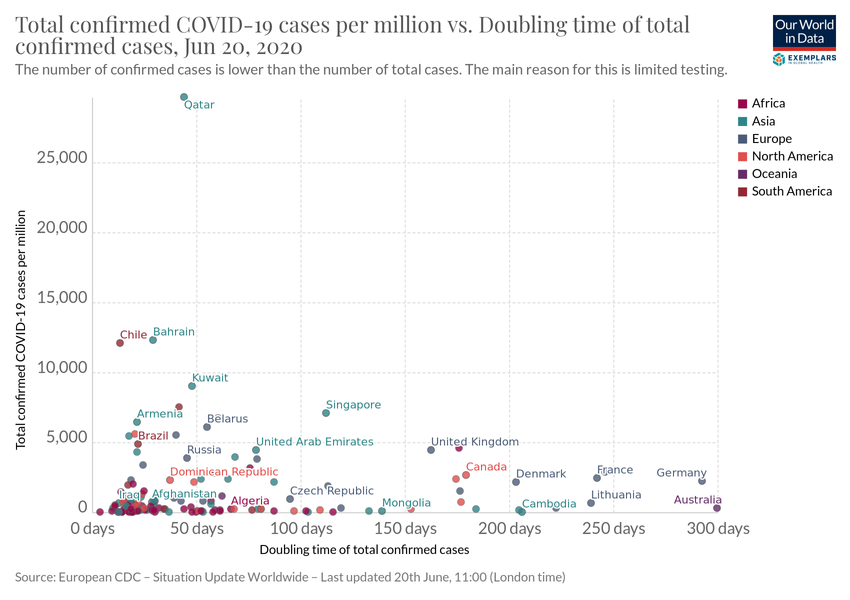 Total confirmed COVID-19 cases per million vs. Doubling time of total
confirmed cases, Jun 20, 2020
The number of confirmed cases is lower than the number of total cases. The main reason for this is limited testing.
Our World
in Data
EXEMPLARS
IN GLOBAL HEALTH
Africa
Asia
Europe
North America
Oceania
South America
Total confirmed COVID-19 cases per million
25,000
20,000
15,000
10,000
5,000
0
Qatar
Chile
Bahrain
Kuwait
Armenia
Belarus
Singapore
Brazil
Russia
United Arab Emirates
United Kingdom
Dominican Republic
Canada
Denmark
France
Germany
Iraq
Afghanistan
Algeria
Czech Republic
Mongolia
Cambodia
Lithuania
Australia
0 days
50 days
100 days
150 days
200 days
250 days
300 days
Doubling time of total confirmed cases
Source: European CDC – Situation Update Worldwide – Last updated 20th June, 11:00 (London time)